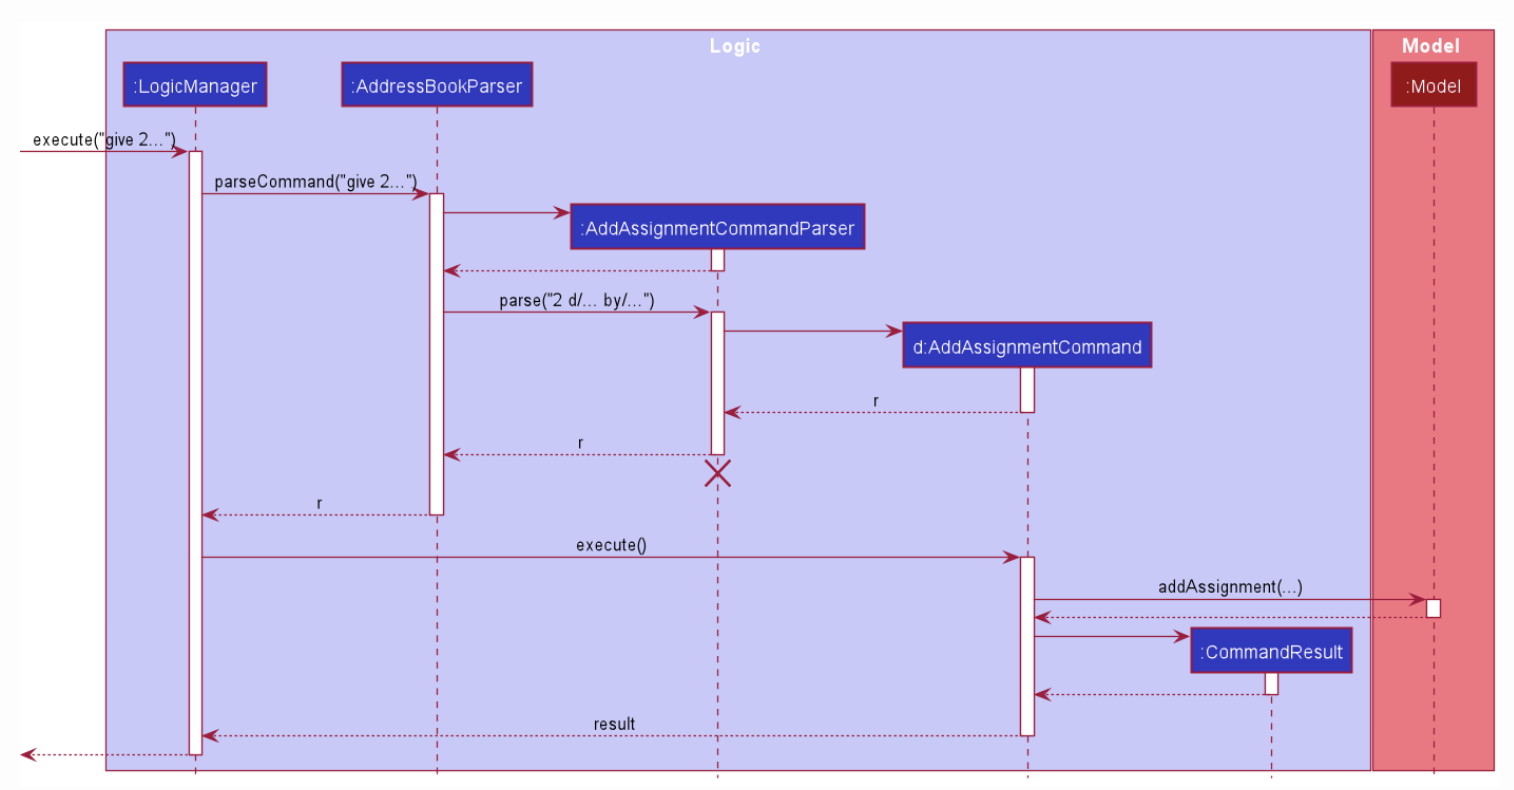 Logic
Model
:LogicManager
:AddressBookParser
:Model
execute("give 2...")
parseCommand("give 2...")
:AddAssignmentCommandParser
parse("2 d/... by/...")
d:AddAssignmentCommand
r
r
r
execute()
addAssignment(...)
:CommandResult
result